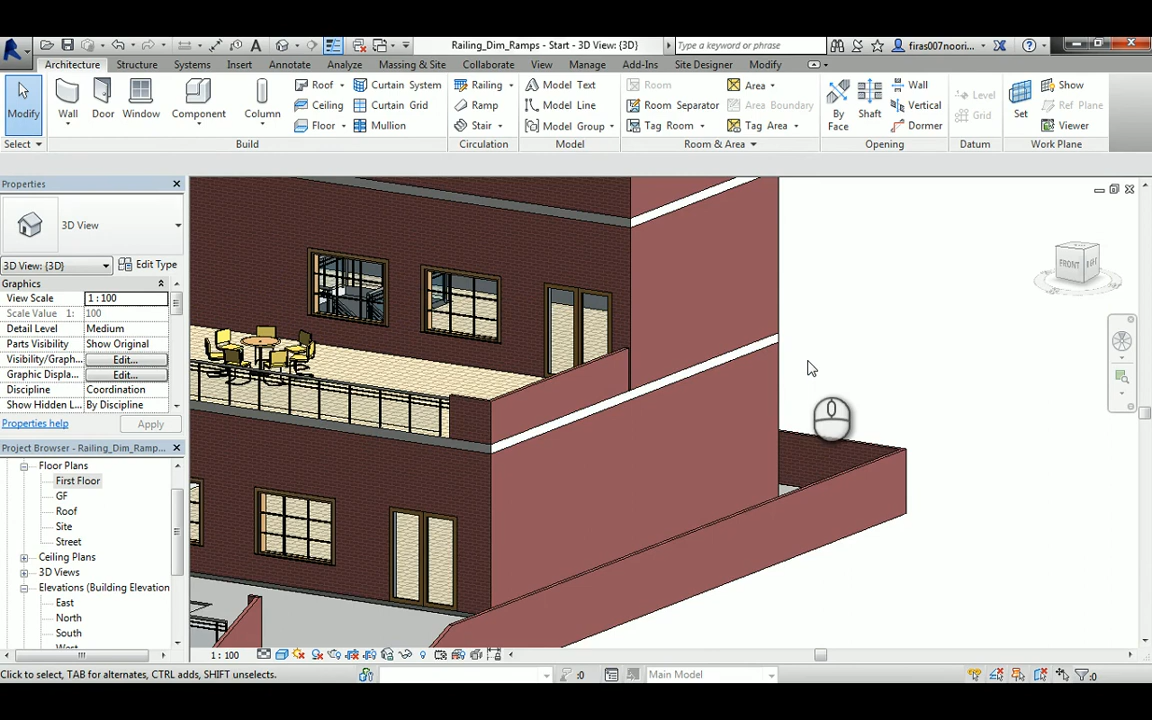 Railing_Dim_Ramps - Start - 3D View: {3D}
Type a keyword or phrase
firas007noori...
Architecture Structure Systems Insert Annotate Analyze Massing & Site Collaborate View Manage Add-Ins Site Designer Modify
Modify
Wall
Door
Window
Component
Column
Roof
Ceiling
Floor
Curtain System
Curtain Grid
Mullion
Railing
Ramp
Stair
Model Text
Model Line
Model Group
Room
Room Separator
Tag Room
Area
Area Boundary
Tag Area
By Face
Shaft
Wall
Vertical
Dormer
Level
Grid
Set
Show
Ref Plane
Viewer
Select Build Circulation Model Room & Area Opening Datum Work Plane
Properties
3D View
3D View: {3D} Edit Type
Graphics
View Scale 1 : 100
Scale Value 1: 100
Detail Level Medium
Parts Visibility Show Original
Visibility/Graph... Edit...
Graphic Displa... Edit...
Discipline Coordination
Show Hidden L... By Discipline
Properties help Apply
Project Browser - Railing_Dim_Ramp...
Floor Plans
First Floor
GF
Roof
Site
Street
Ceiling Plans
3D Views
Elevations (Building Elevation
East
North
South
FRONT
1 : 100
Click to select, TAB for alternates, CTRL adds, SHIFT unselects.
:0
Main Model
:0